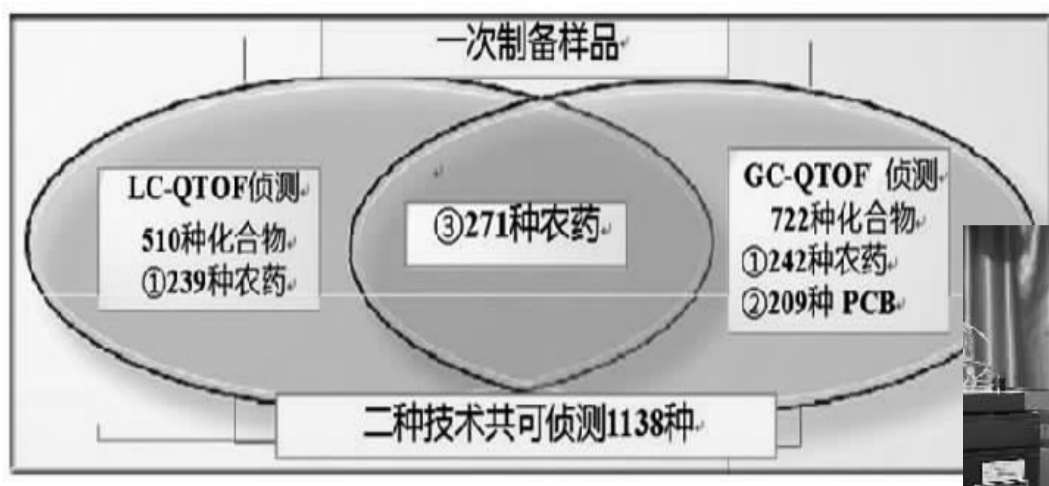 一次制备样品
LC-QTOF侦测
510种化合物
①239种农药
③271种农药
GC-QTOF 侦测
722种化合物
①242种农药
②209种 PCB
二种技术共可侦测1138种